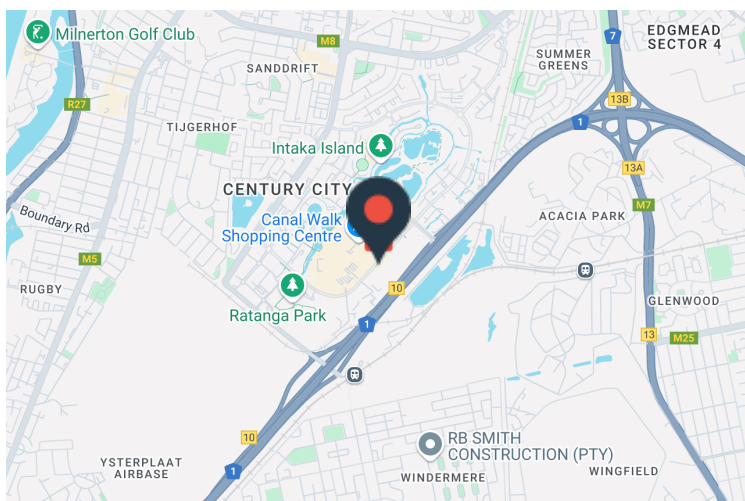 Milnerton Golf Club
M8
7
EDGMEAD
SECTOR 4
SANDDRIFT
SUMMER
GREENS
R27
13B
1
TIJGERHOF
Intaka Island
13A
CENTURY CITY
M7
Boundary Rd
Canal Walk
Shopping Centre
ACACIA PARK
M5
RUGBY
10
GLENWOOD
Ratanga Park
1
13
M25
10
RB SMITH
CONSTRUCTION (PTY)
YSTERPLAAT
AIRBASE
1
WINDERMERE
WINGFIELD